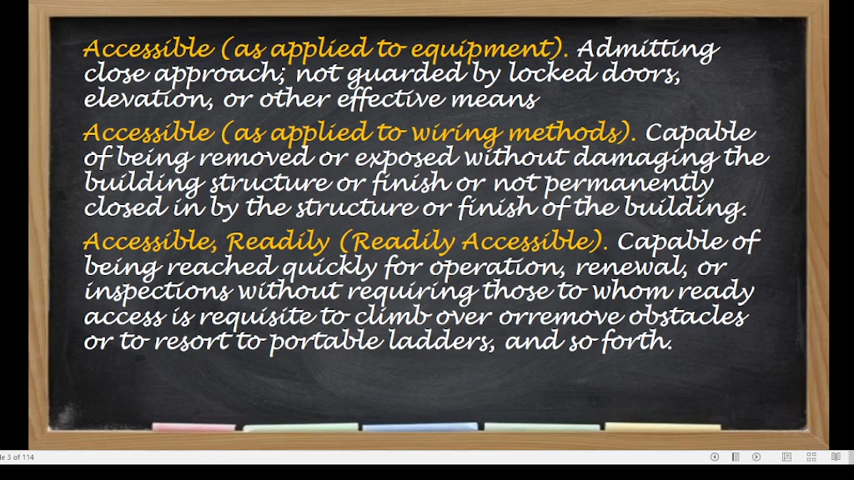 Accessible (as applied to equipment). Admitting
close approach; not guarded by locked doors,
elevation, or other effective means
Accessible (as applied to wiring methods). Capable
of being removed or exposed without damaging the
building structure or finish or not permanently
closed in by the structure or finish of the building.
Accessible, Readily (Readily Accessible). Capable of
being reached quickly for operation, renewal, or
inspections without requiring those to whom ready
access is requisite to climb over orremove obstacles
or to resort to portable ladders, and so forth.
de 3 of 114